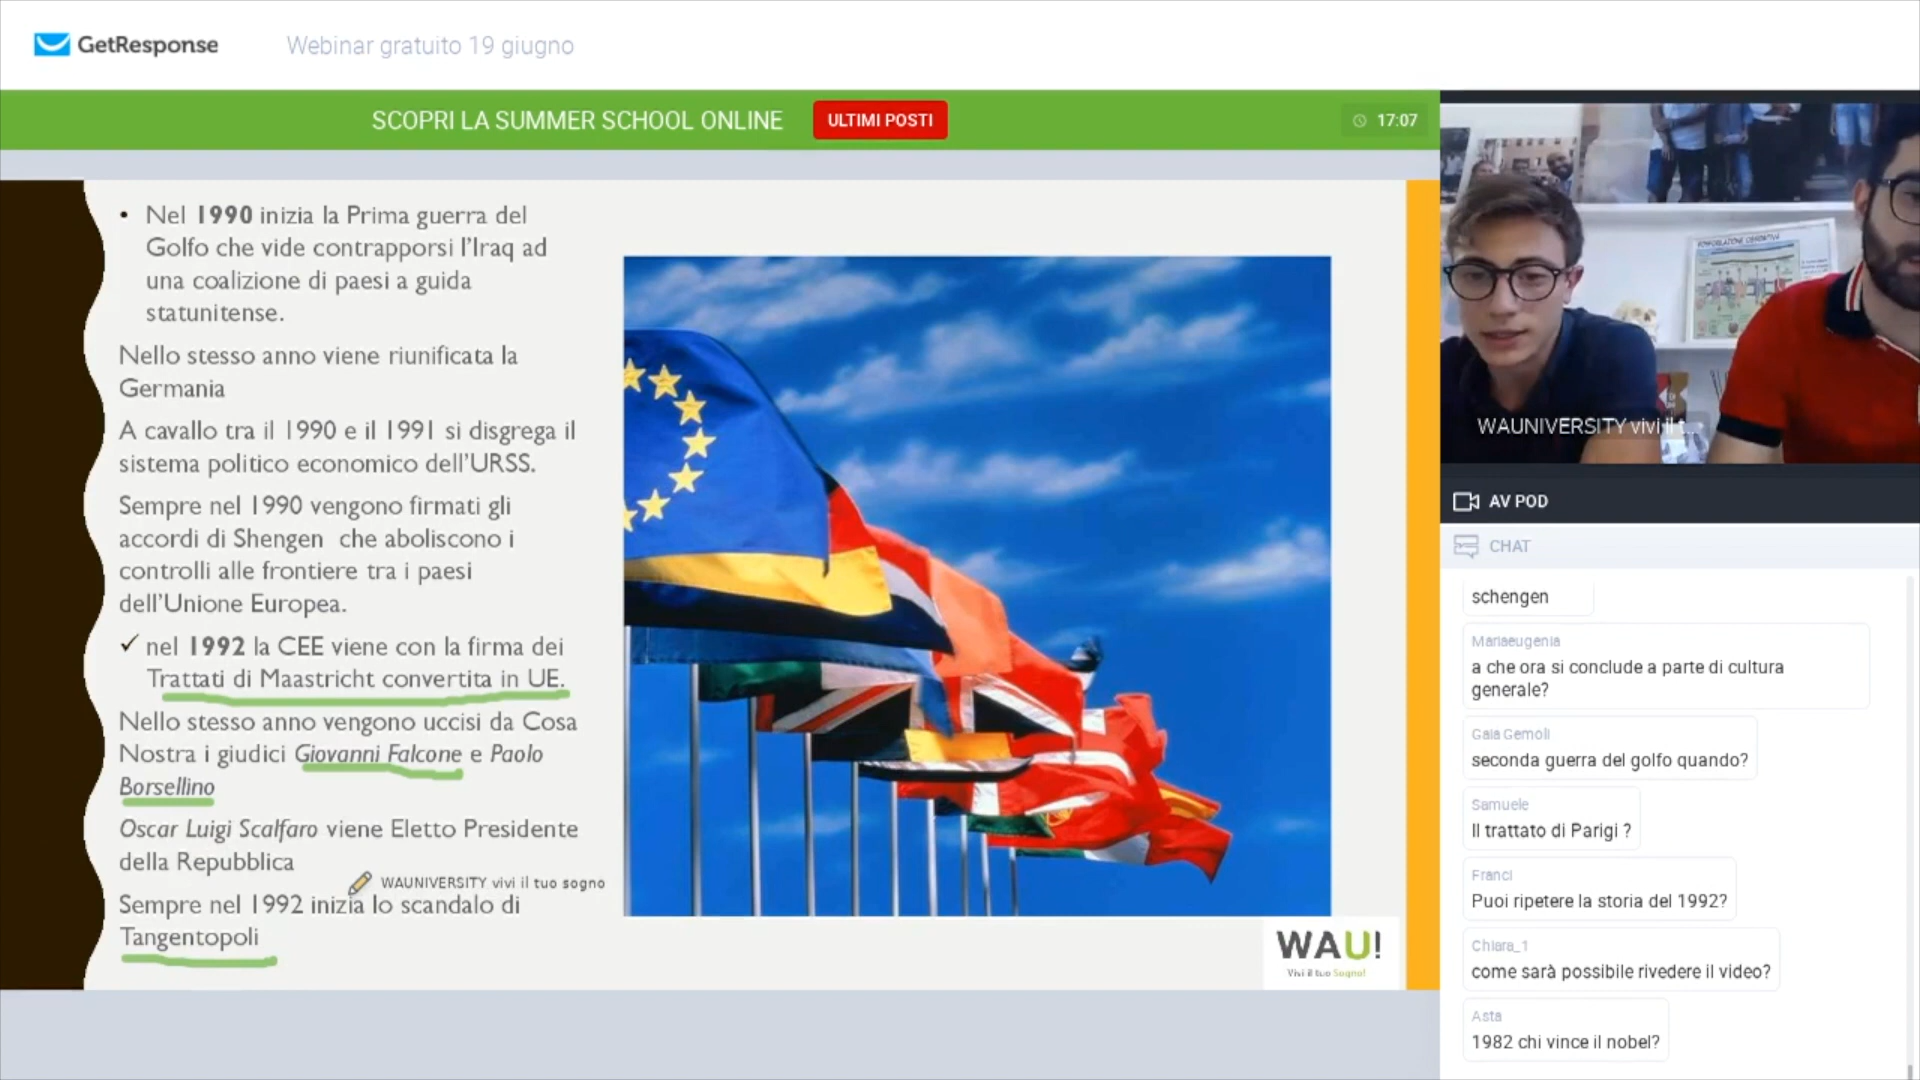 GetResponse
Webinar gratuito 19 giugno
SCOPRI LA SUMMER SCHOOL ONLINE
ULTIMI POSTI
17:07
• Nel 1990 inizia la Prima guerra del
Golfo che vide contrapporsi l'Iraq ad
una coalizione di paesi a guida
statunitense.
Nello stesso anno viene riunificata la
Germania
A cavallo tra il 1990 e il 1991 si disgrega il
sistema politico economico dell'URSS.
Sempre nel 1990 vengono firmati gli
accordi di Shengen che aboliscono i
controlli alle frontiere tra i paesi
dell'Unione Europea.
✓ nel 1992 la CEE viene con la firma dei
Trattati di Maastricht convertita in UE.
Nello stesso anno vengono uccisi da Cosa
Nostra i giudici Giovanni Falcone e Paolo
Borsellino
Oscar Luigi Scalfaro viene Eletto Presidente
della Repubblica
WAUNIVERSITY vivi il tuo sogno
Sempre nel 1992 inizia lo scandalo di
Tangentopoli
WAU!
Vivi il tuo Sogno!
WAUNIVERSITY vivi il t...
AV POD
CHAT
schengen
Mariaeugenia
a che ora si conclude a parte di cultura
generale?
Gaia Gemoli
seconda guerra del golfo quando?
Samuele
Il trattato di Parigi ?
Franci
Puoi ripetere la storia del 1992?
Chiara_1
come sarà possibile rivedere il video?
Asta
1982 chi vince il nobel?